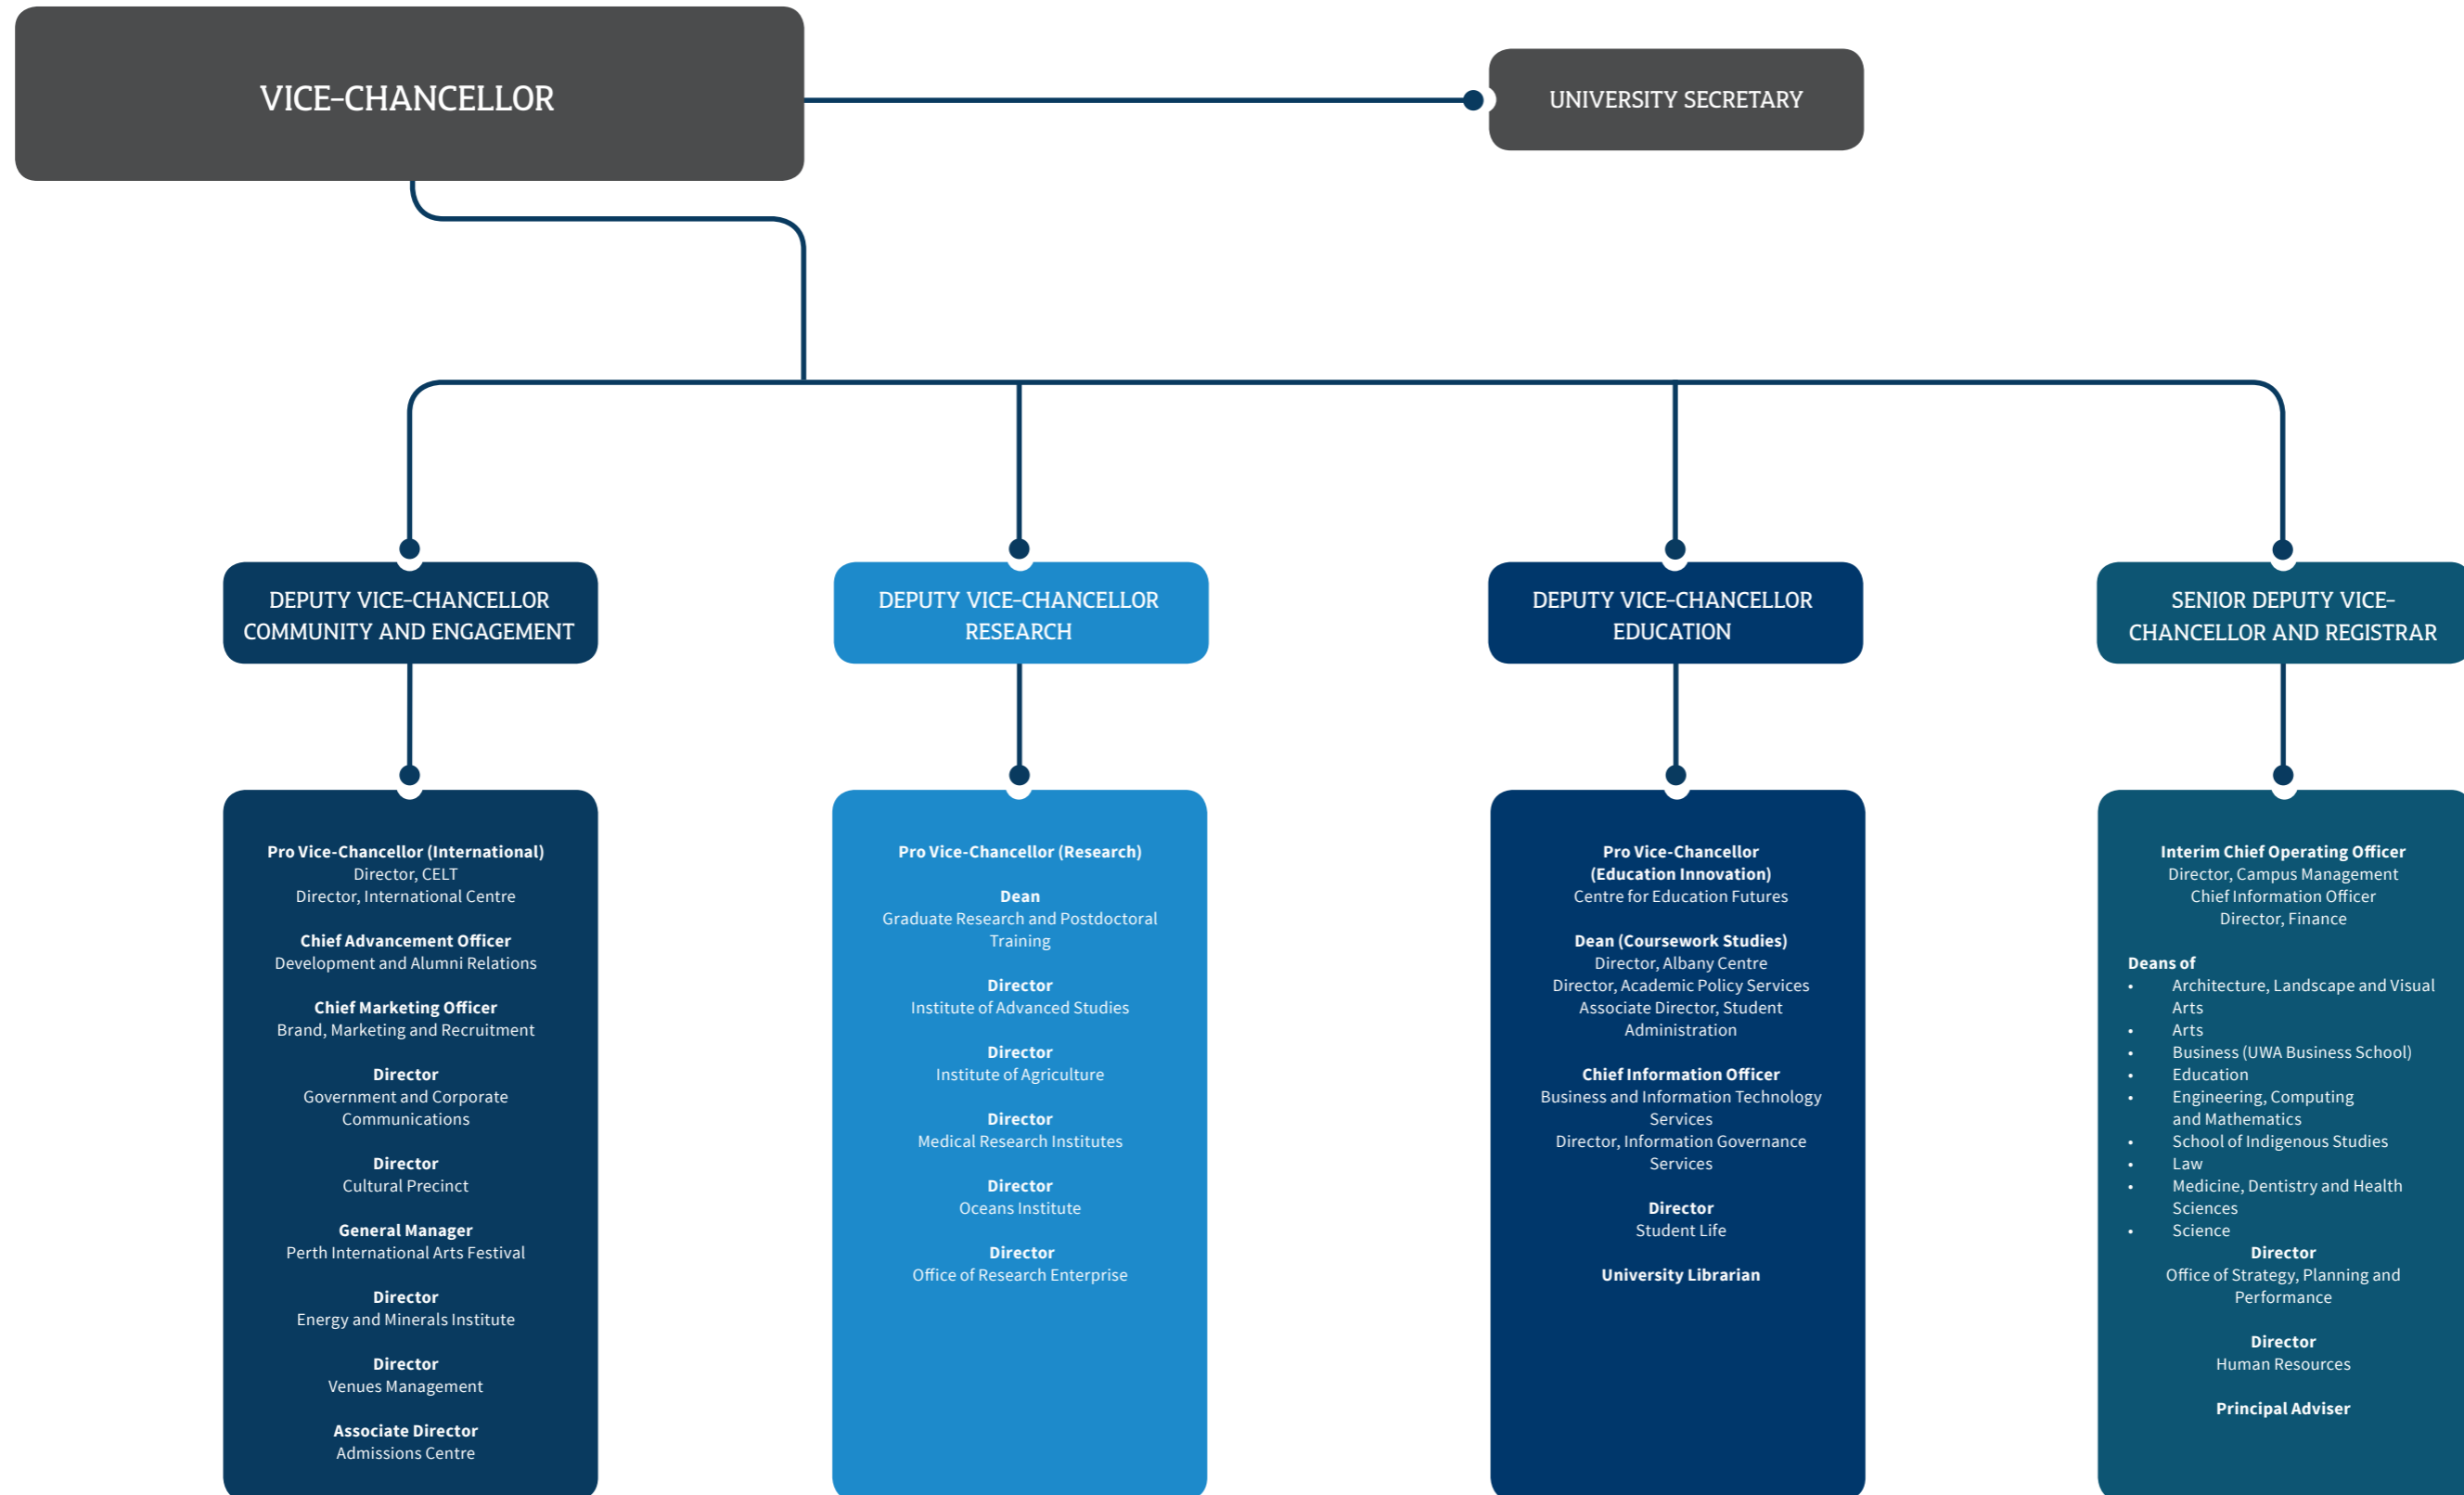 VICE-CHANCELLOR
UNIVERSITY SECRETARY
DEPUTY VICE-CHANCELLOR
COMMUNITY AND ENGAGEMENT
DEPUTY VICE-CHANCELLOR
RESEARCH
DEPUTY VICE-CHANCELLOR
EDUCATION
SENIOR DEPUTY VICE-
CHANCELLOR AND REGISTRAR
Pro Vice-Chancellor (International)
Director, CELT
Director, International Centre
Chief Advancement Officer
Development and Alumni Relations
Chief Marketing Officer
Brand, Marketing and Recruitment
Director
Government and Corporate
Communications
Director
Cultural Precinct
General Manager
Perth International Arts Festival
Director
Energy and Minerals Institute
Director
Venues Management
Associate Director
Admissions Centre
Pro Vice-Chancellor (Research)
Dean
Graduate Research and Postdoctoral
Training
Director
Institute of Advanced Studies
Director
Institute of Agriculture
Director
Medical Research Institutes
Director
Oceans Institute
Director
Office of Research Enterprise
Pro Vice-Chancellor
(Education Innovation)
Centre for Education Futures
Dean (Coursework Studies)
Director, Albany Centre
Director, Academic Policy Services
Associate Director, Student
Administration
Chief Information Officer
Business and Information Technology
Services
Director, Information Governance
Services
Director
Student Life
University Librarian
Interim Chief Operating Officer
Director, Campus Management
Chief Information Officer
Director, Finance
Deans of
• Architecture, Landscape and Visual
Arts
• Arts
• Business (UWA Business School)
• Education
• Engineering, Computing
and Mathematics
• School of Indigenous Studies
• Law
• Medicine, Dentistry and Health
Sciences
• Science
Director
Office of Strategy, Planning and
Performance
Director
Human Resources
Principal Adviser